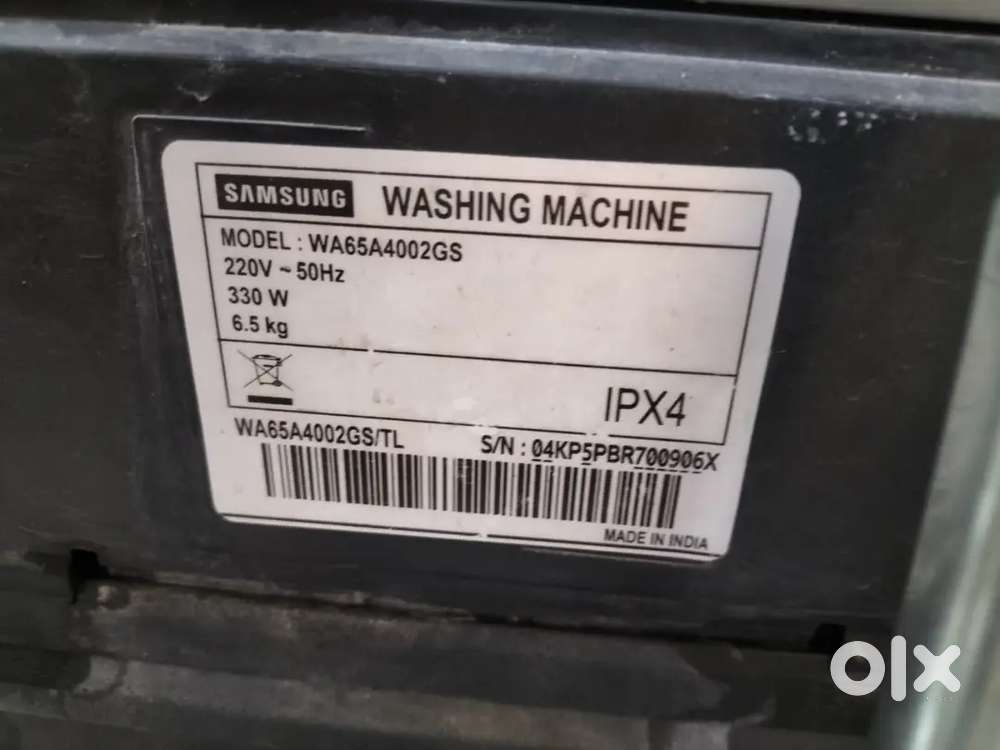 SAMSUNG WASHING MACHINE
MODEL : WA65A4002GS
220V ~ 50Hz
330 W
6.5 kg
IPX4
WA65A4002GS/TL S/N : 04KP5PBR700906X
MADE IN INDIA
olx